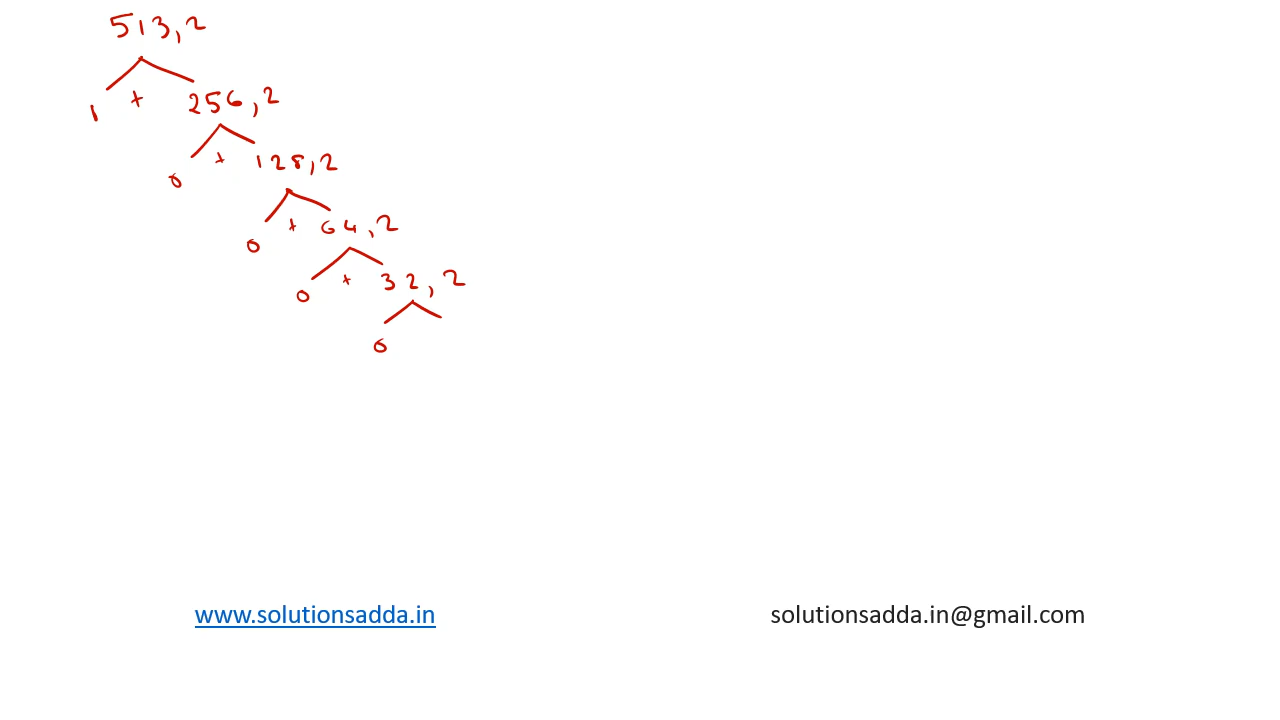 513,2
1 + 256,2
0 + 128,2
0 + 64,2
0 + 32,2
0
www.solutionsadda.in
solutionsadda.in@gmail.com